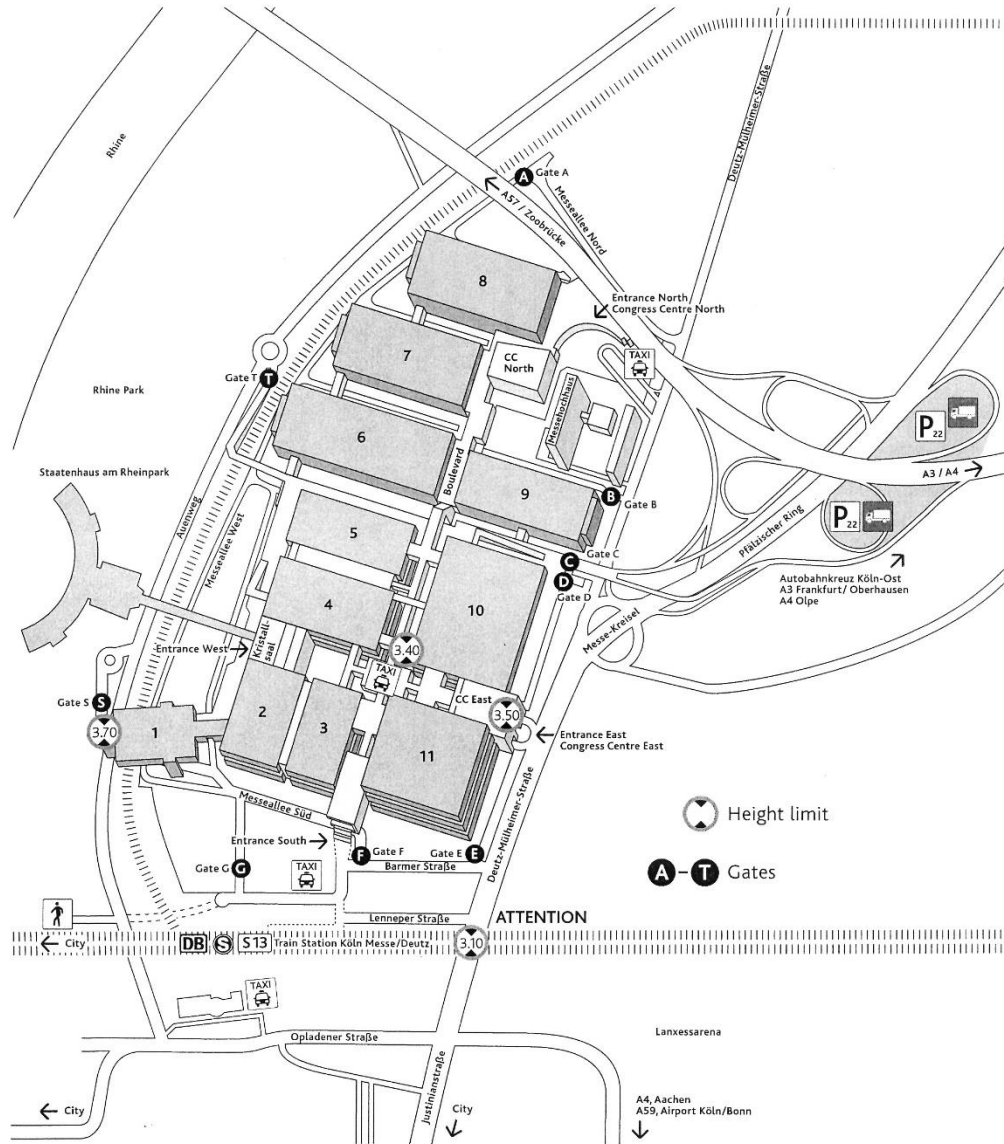 Rhine
Deutz-Mülheimer-Straße
A
Gate A
← A57 / Zoobrücke
Messeallee Nord
8
Entrance North
Congress Centre North
7
CC
North
TAXI
Gate T
T
Rhine Park
Messehochhaus
P22
6
Boulevard
A3 / A4 →
Staatenhaus am Rheinpark
9
B
Gate B
P22
Auenweg
Messeallee West
5
Pfälzischer Ring
C
Gate C
D
Gate D
Autobahnkreuz Köln-Ost
A3 Frankfurt/ Oberhausen
A4 Olpe
4
10
Messe-Kreisel
Kristall-
saal
Entrance West →
3.40
TAXI
Gate S
S
CC East
3.50
3.70
1
2
3
11
← Entrance East
Congress Centre East
Messeallee Süd
Deutz-Mülheimer-Straße
Height limit
Entrance South →
F
Gate F
Gate E
E
Gate G
G
TAXI
Barmer Straße
A – T Gates
Lenneper Straße
ATTENTION
← City
DB
S
S 13
Train Station Köln Messe/Deutz
3.10
TAXI
Opladener Straße
Lanxessarena
Justinianstraße
← City
City
A4, Aachen
A59, Airport Köln/Bonn